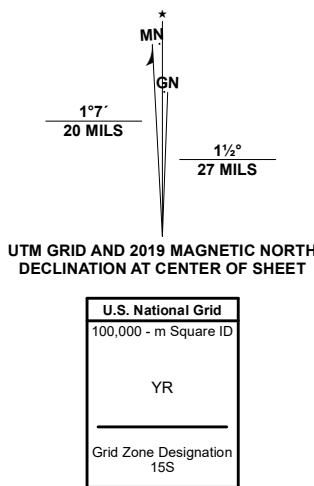 ★
MN
GN
1°7´
20 MILS
1½°
27 MILS
UTM GRID AND 2019 MAGNETIC NORTH
DECLINATION AT CENTER OF SHEET
U.S. National Grid
100,000 - m Square ID
YR
Grid Zone Designation
15S